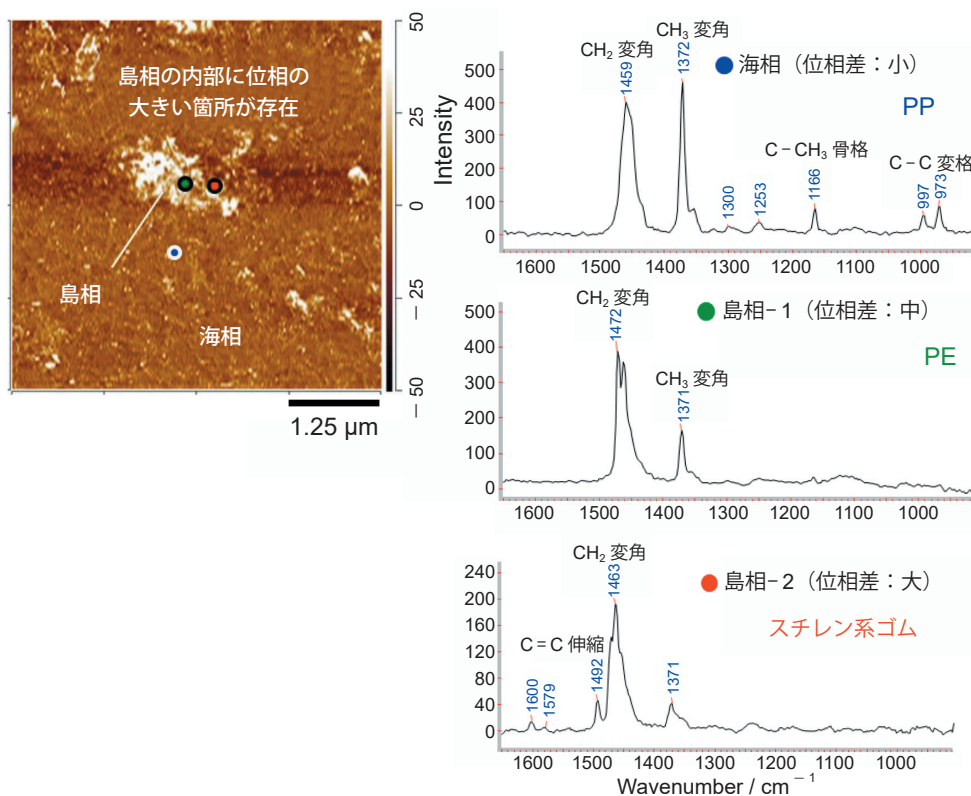 島相の内部に位相の
大きい箇所が存在
島相
海相
50
25
0
− 25
− 50
1.25 µm
Intensity
CH₂ 変角
1459
CH₃ 変角
1372
海相（位相差：小）
PP
C−CH₃ 骨格
C−C 変格
1300
1253
1166
997
973
500
400
300
200
100
0
1600
1500
1400
1300
1200
1100
1000
CH₂ 変角
1472
CH₃ 変角
1371
島相−1（位相差：中）
PE
500
400
300
200
100
0
1600
1500
1400
1300
1200
1100
1000
CH₂ 変角
1463
島相−2（位相差：大）
スチレン系ゴム
C=C 伸縮
1600
1579
1492
1371
240
200
160
120
80
40
0
1600
1500
1400
1300
1200
1100
1000
Wavenumber / cm⁻¹